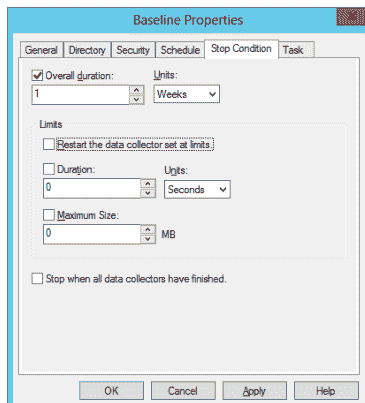 Baseline Properties
General Directory Security Schedule Stop Condition Task
Overall duration: Units:
1 Weeks
Limits
Restart the data collector set at limits.
Duration: Units:
0 Seconds
Maximum Size:
0 MB
Stop when all data collectors have finished.
OK Cancel Apply Help